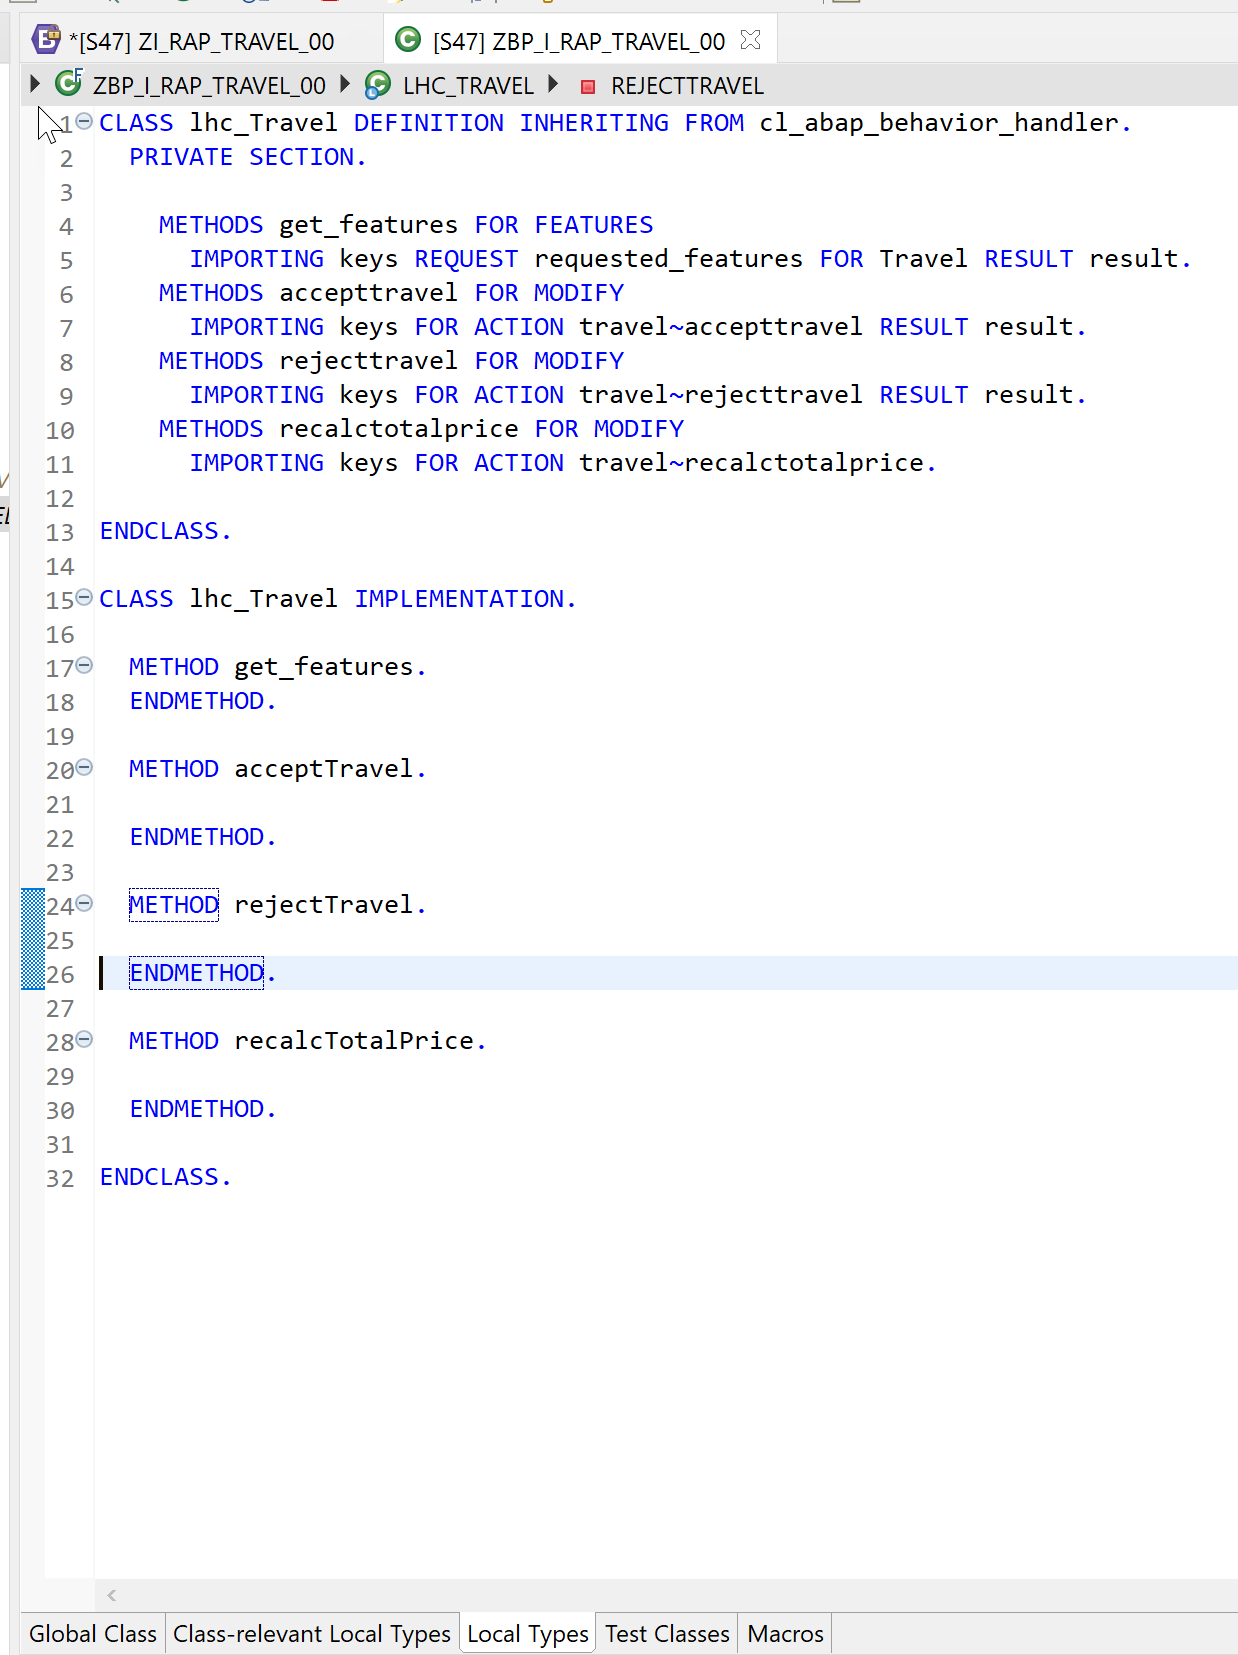 *[S47] ZI_RAP_TRAVEL_00
[S47] ZBP_I_RAP_TRAVEL_00
ZBP_I_RAP_TRAVEL_00 LHC_TRAVEL REJECTTRAVEL
1 CLASS lhc_Travel DEFINITION INHERITING FROM cl_abap_behavior_handler.
2 PRIVATE SECTION.
3
4 METHODS get_features FOR FEATURES
5 IMPORTING keys REQUEST requested_features FOR Travel RESULT result.
6 METHODS accepttravel FOR MODIFY
7 IMPORTING keys FOR ACTION travel~accepttravel RESULT result.
8 METHODS rejecttravel FOR MODIFY
9 IMPORTING keys FOR ACTION travel~rejecttravel RESULT result.
10 METHODS recalctotalprice FOR MODIFY
11 IMPORTING keys FOR ACTION travel~recalctotalprice.
12
13 ENDCLASS.
14
15 CLASS lhc_Travel IMPLEMENTATION.
16
17 METHOD get_features.
18 ENDMETHOD.
19
20 METHOD acceptTravel.
21
22 ENDMETHOD.
23
24 METHOD rejectTravel.
25
26 ENDMETHOD.
27
28 METHOD recalcTotalPrice.
29
30 ENDMETHOD.
31
32 ENDCLASS.
Global Class Class-relevant Local Types Local Types Test Classes Macros